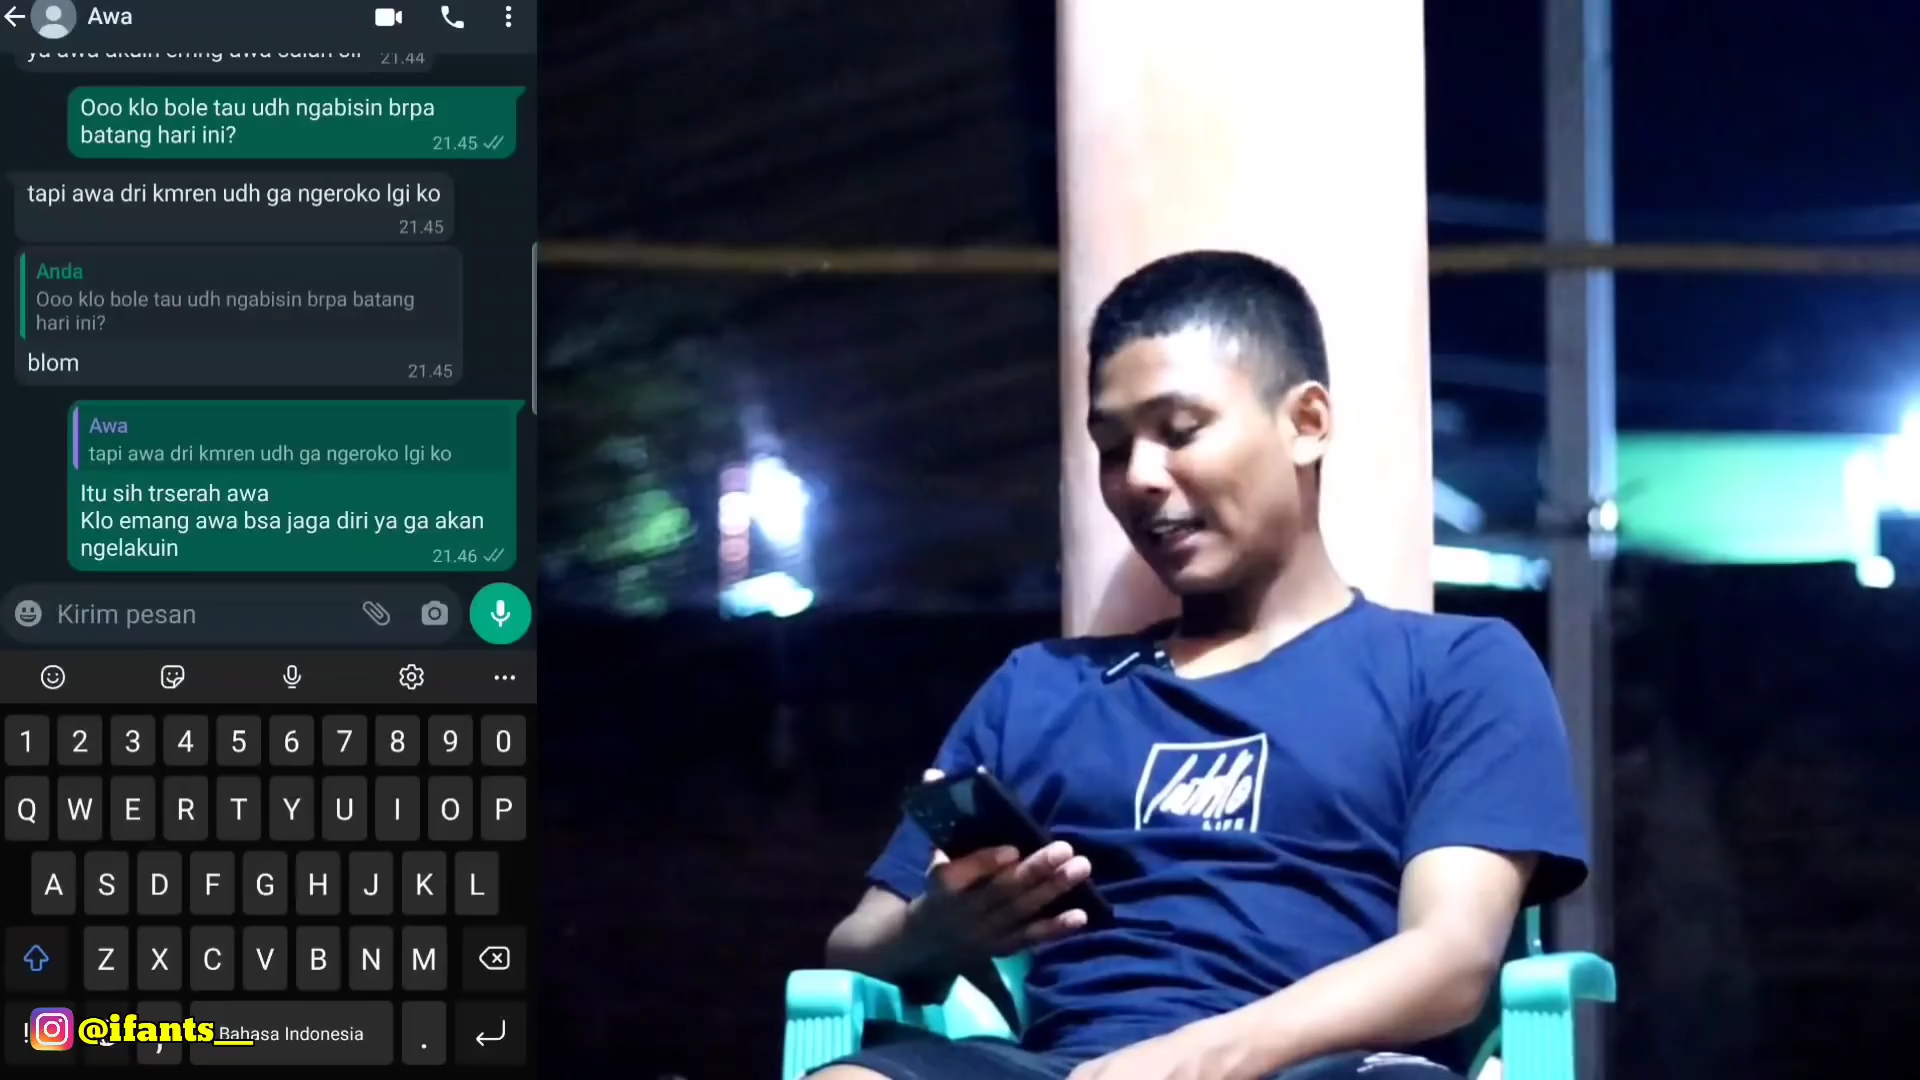 Awa
21.44
Ooo klo bole tau udh ngabisin brpa
batang hari ini?
21.45
tapi awa dri kmren udh ga ngeroko lgi ko
21.45
Anda
Ooo klo bole tau udh ngabisin brpa batang
hari ini?
blom
21.45
Awa
tapi awa dri kmren udh ga ngeroko lgi ko
Itu sih trserah awa
Klo emang awa bsa jaga diri ya ga akan
ngelakuin
21.46
Kirim pesan
1 2 3 4 5 6 7 8 9 0
Q W E R T Y U I O P
A S D F G H J K L
Z X C V B N M
@ifants__
, Bahasa Indonesia .
LIFE